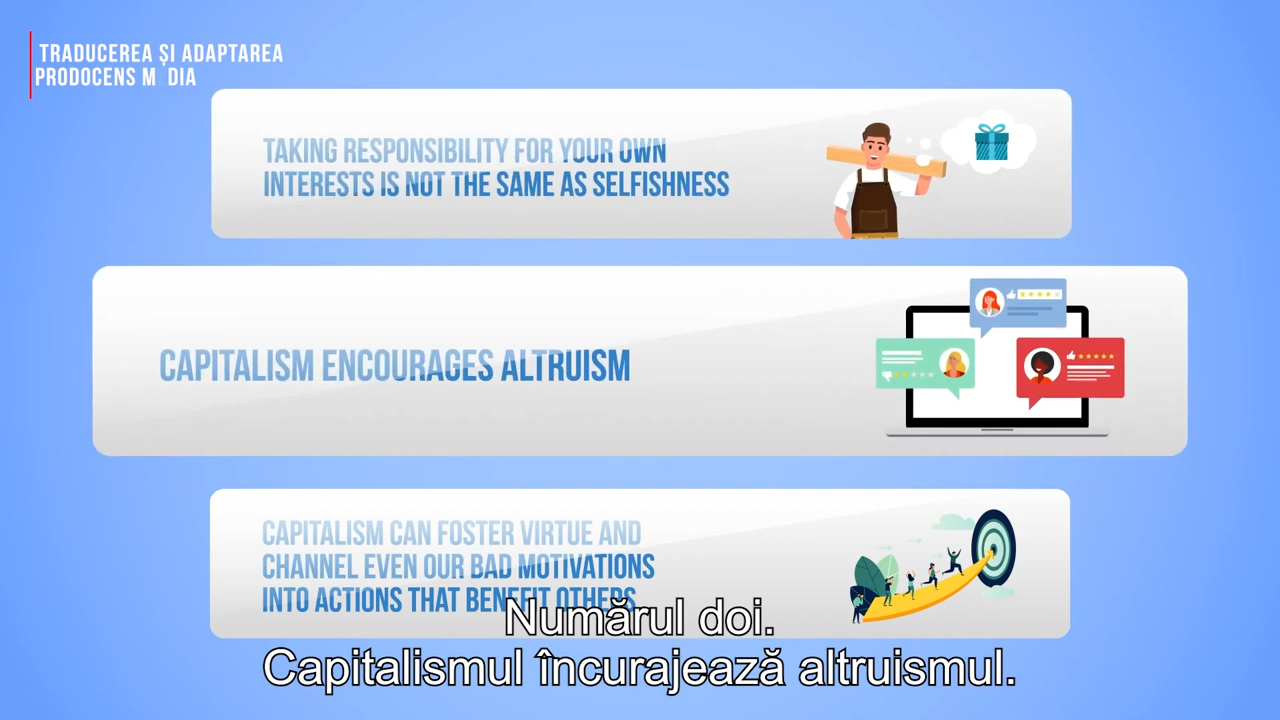 TRADUCEREA ȘI ADAPTAREA
PRODOCENS M DIA
TAKING RESPONSIBILITY FOR YOUR OWN
INTERESTS IS NOT THE SAME AS SELFISHNESS
CAPITALISM ENCOURAGES ALTRUISM
CAPITALISM CAN FOSTER VIRTUE AND
CHANNEL EVEN OUR BAD MOTIVATIONS
INTO ACTIONS THAT BENEFIT OTHERS
Numărul doi.
Capitalismul încurajează altruismul.